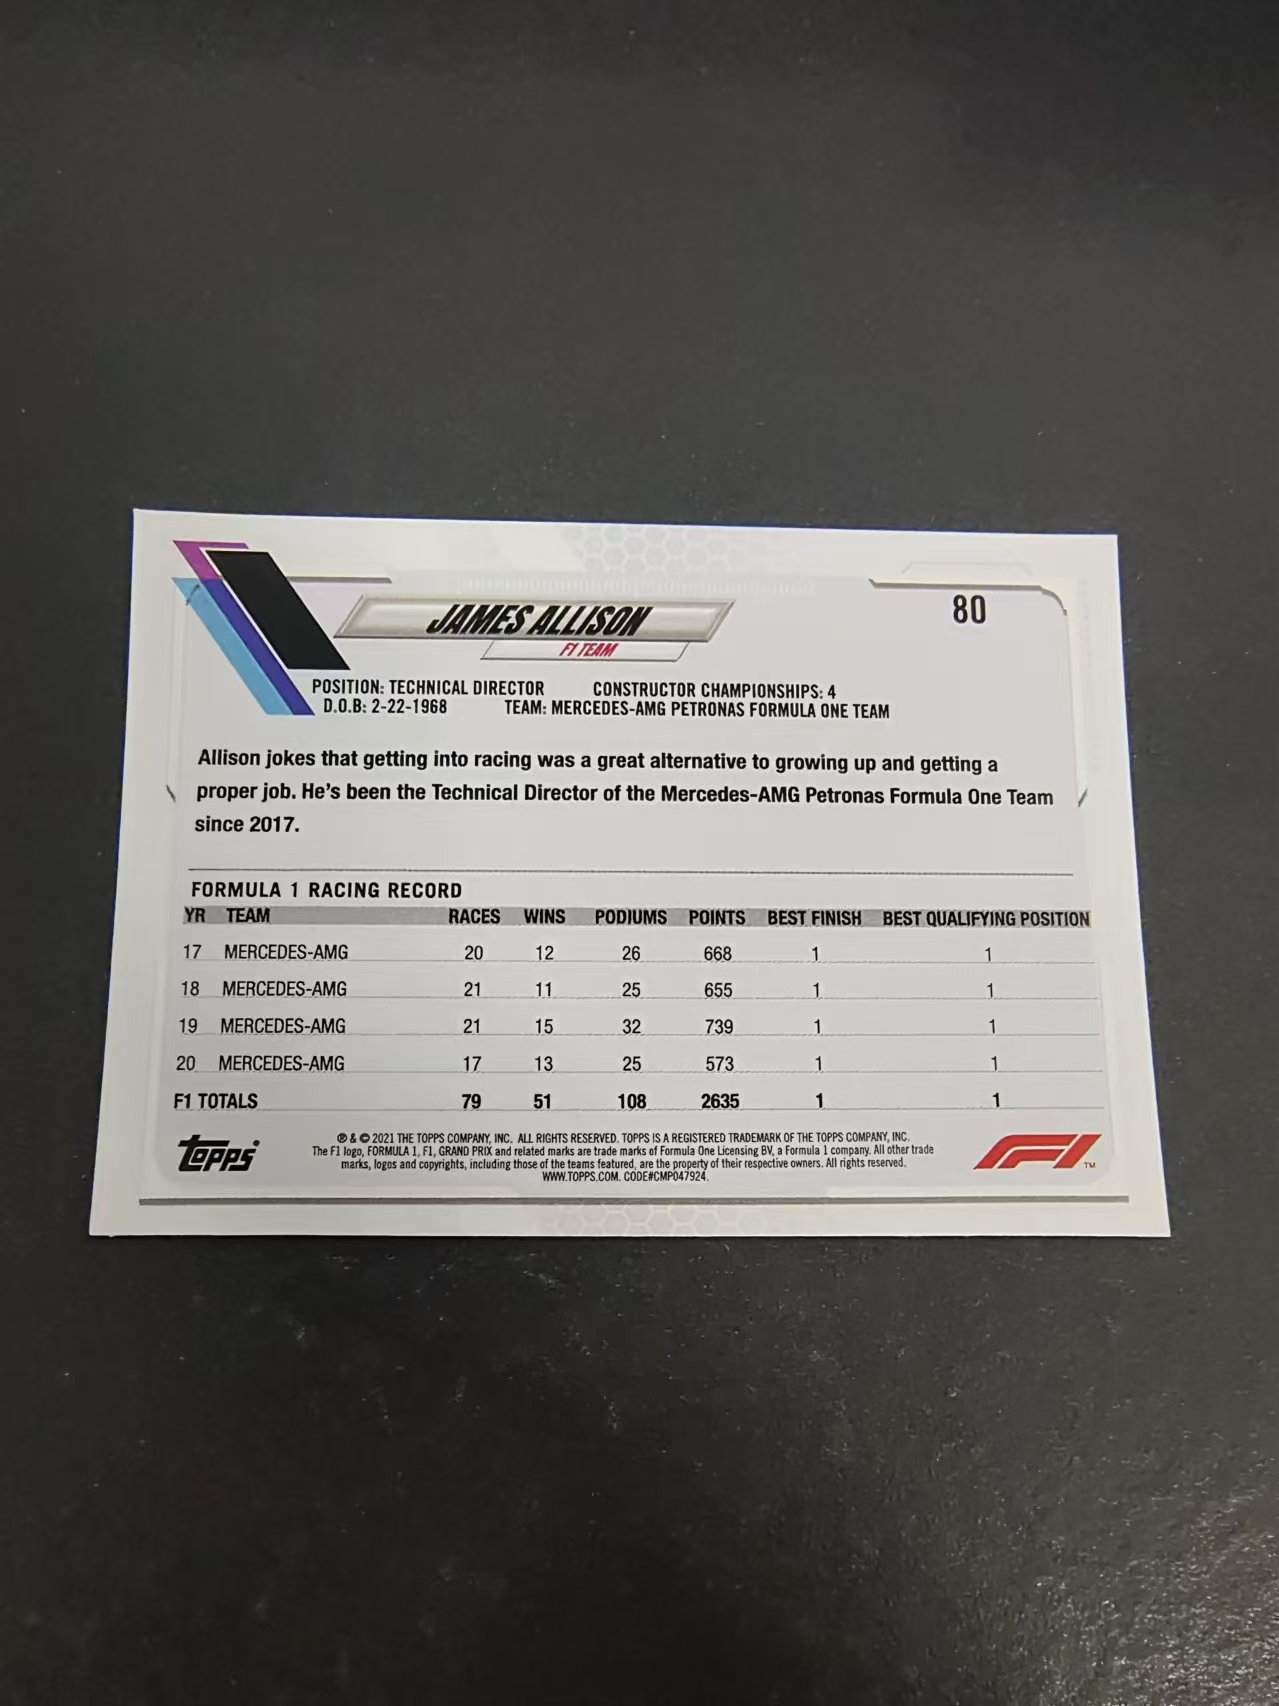 JAMES ALLISON
80
F1 TEAM
POSITION: TECHNICAL DIRECTOR CONSTRUCTOR CHAMPIONSHIPS: 4
D.O.B: 2-22-1968 TEAM: MERCEDES-AMG PETRONAS FORMULA ONE TEAM
Allison jokes that getting into racing was a great alternative to growing up and getting a
proper job. He's been the Technical Director of the Mercedes-AMG Petronas Formula One Team
since 2017.
FORMULA 1 RACING RECORD
YR TEAM RACES WINS PODIUMS POINTS BEST FINISH BEST QUALIFYING POSITION
17 MERCEDES-AMG 20 12 26 668 1 1
18 MERCEDES-AMG 21 11 25 655 1 1
19 MERCEDES-AMG 21 15 32 739 1 1
20 MERCEDES-AMG 17 13 25 573 1 1
F1 TOTALS 79 51 108 2635 1 1
Topps
® & © 2021 THE TOPPS COMPANY, INC. ALL RIGHTS RESERVED. TOPPS IS A REGISTERED TRADEMARK OF THE TOPPS COMPANY, INC.
The F1 logo, FORMULA 1, F1, GRAND PRIX and related marks are trade marks of Formula One Licensing BV, a Formula 1 company. All other trade
marks, logos and copyrights, including those of the teams featured, are the property of their respective owners. All rights reserved.
WWW.TOPPS.COM. CODE#CMP047924.
F1 TM